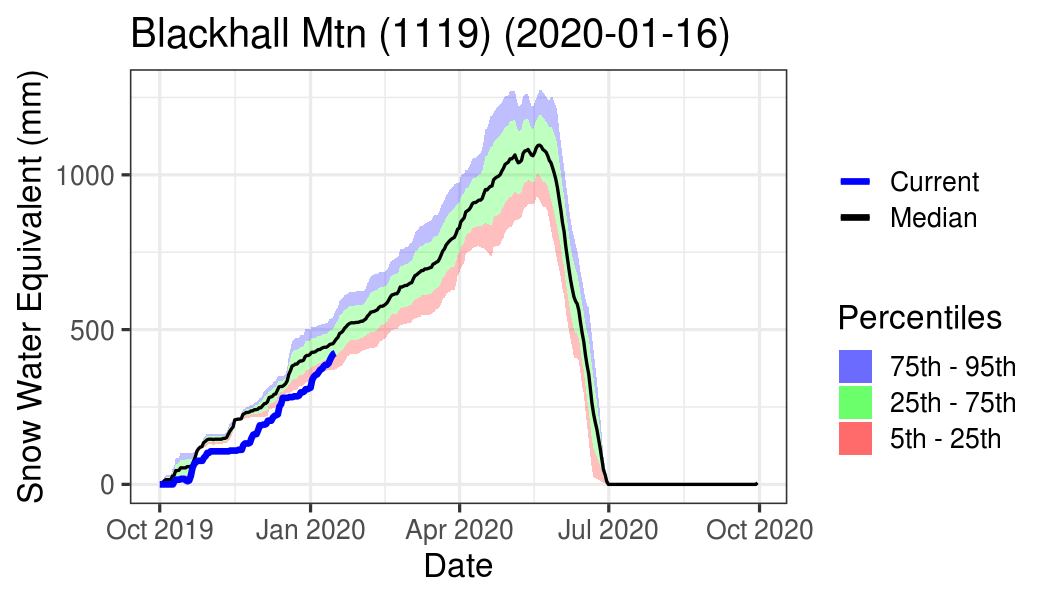 Blackhall Mtn (1119) (2020-01-16)
Snow Water Equivalent (mm)
1000
500
0
Oct 2019
Jan 2020
Apr 2020
Jul 2020
Oct 2020
Date
Current
Median
Percentiles
75th - 95th
25th - 75th
5th - 25th